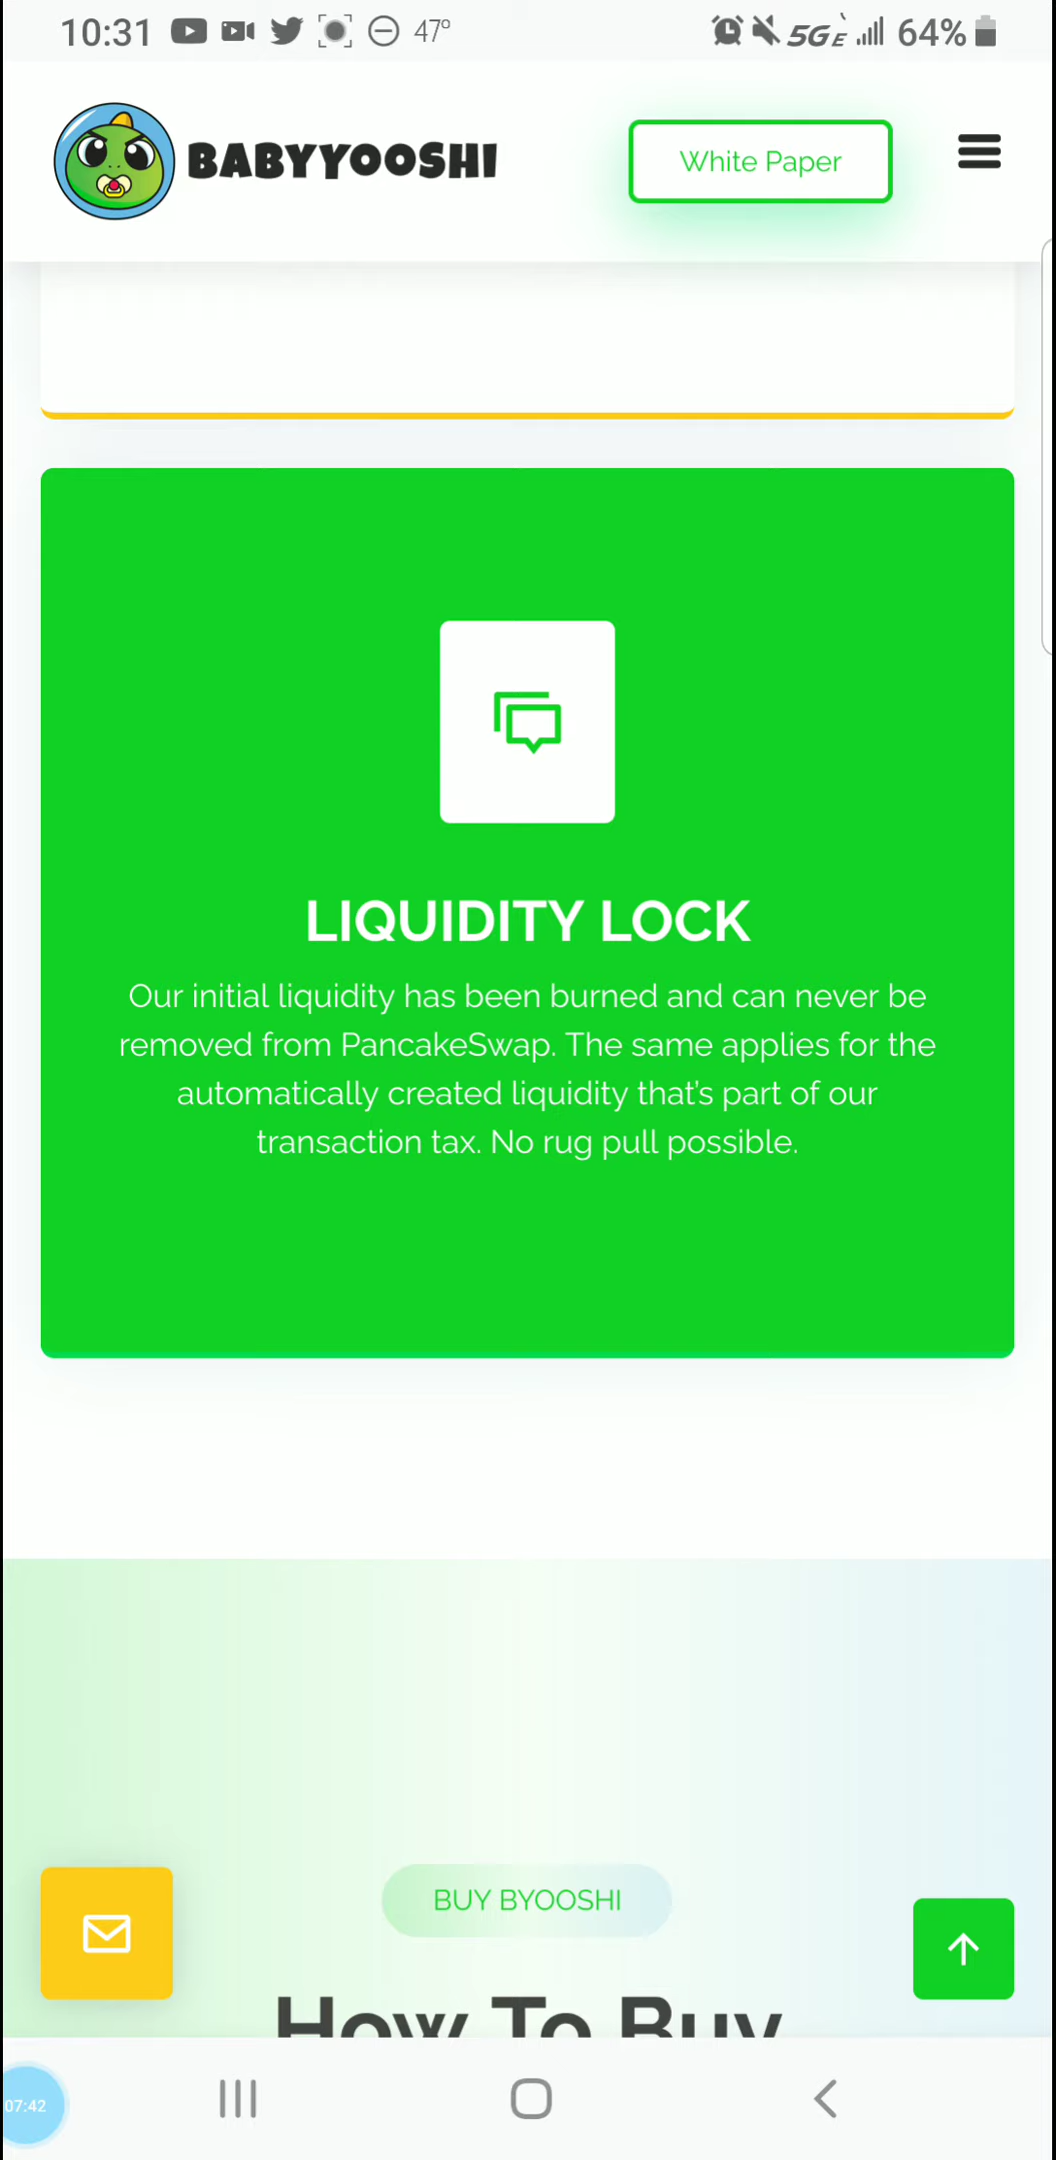 10:31 47° 5GE 64%
BABYYOOSHI
White Paper
LIQUIDITY LOCK
Our initial liquidity has been burned and can never be
removed from PancakeSwap. The same applies for the
automatically created liquidity that's part of our
transaction tax. No rug pull possible.
BUY BYOOSHI
How To Buy
07:42